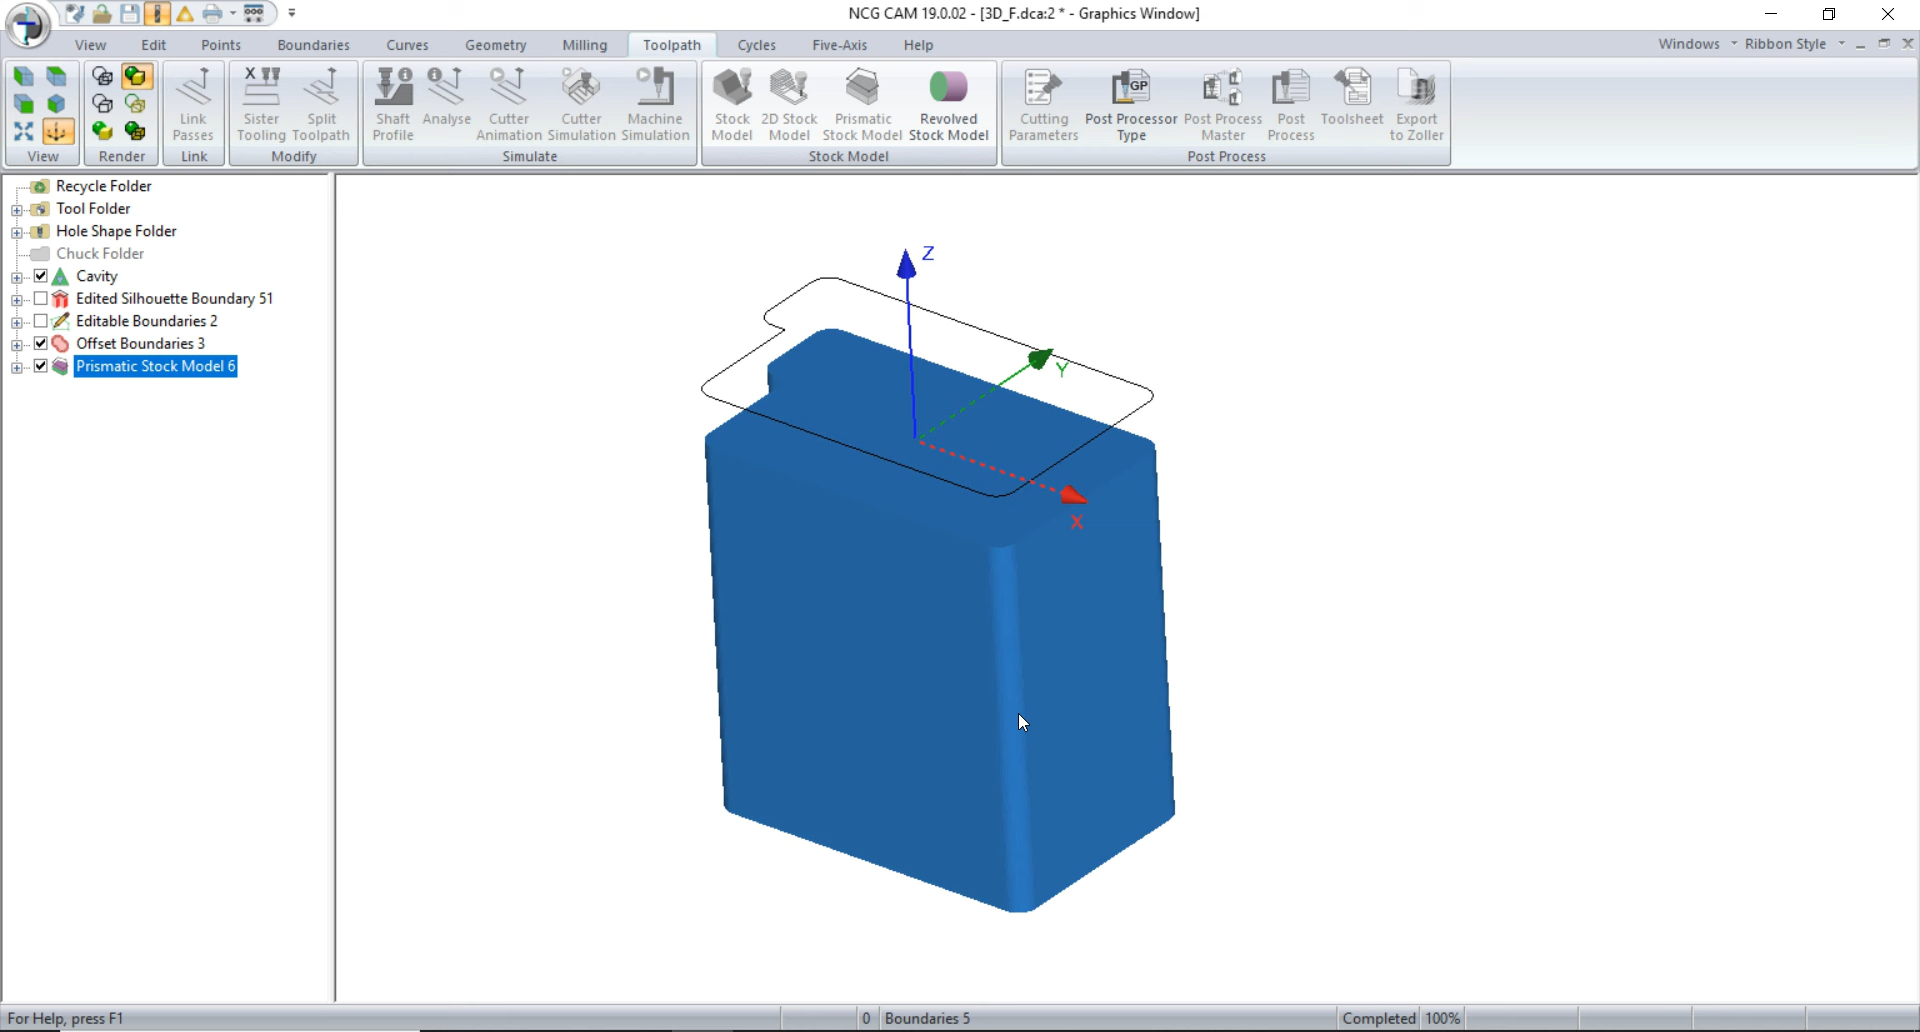 NCG CAM 19.0.02 - [3D_F.dca:2 * - Graphics Window]
View Edit Points Boundaries Curves Geometry Milling Toolpath Cycles Five-Axis Help Windows Ribbon Style
Link Passes
X
Sister Tooling
Split Toolpath
Shaft Profile
Analyse
Cutter Animation
Cutter Simulation
Machine Simulation
Stock Model
2D Stock Model
Prismatic Stock Model
Revolved Stock Model
Cutting Parameters
GP
Post Processor Type
Post Process Master
Post Process
Toolsheet
Export to Zoller
View Render Link Modify Simulate Stock Model Post Process
Recycle Folder
Tool Folder
Hole Shape Folder
Chuck Folder
Cavity
Edited Silhouette Boundary 51
Editable Boundaries 2
Offset Boundaries 3
Prismatic Stock Model 6
Z
Y
X
For Help, press F1 0 Boundaries 5 Completed 100%